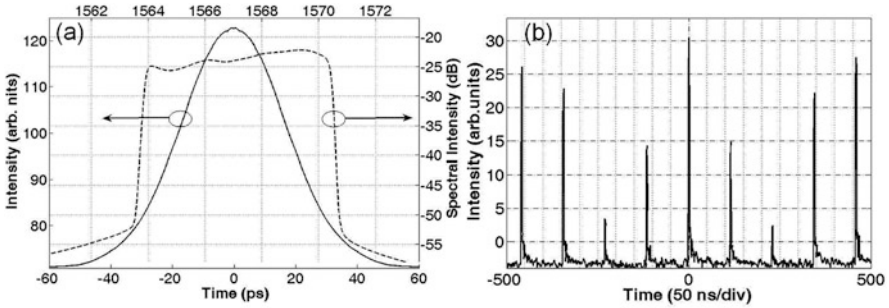 1562 1564 1566 1568 1570 1572
(a)
Intensity (arb. nits)
120
110
100
90
80
-20
-25
-30
-35
-40
-45
-50
-55
Spectral Intensity (dB)
-60 -40 -20 0 20 40 60
Time (ps)
(b)
Intensity (arb.units)
30
25
20
15
10
5
0
-500 0 500
Time (50 ns/div)